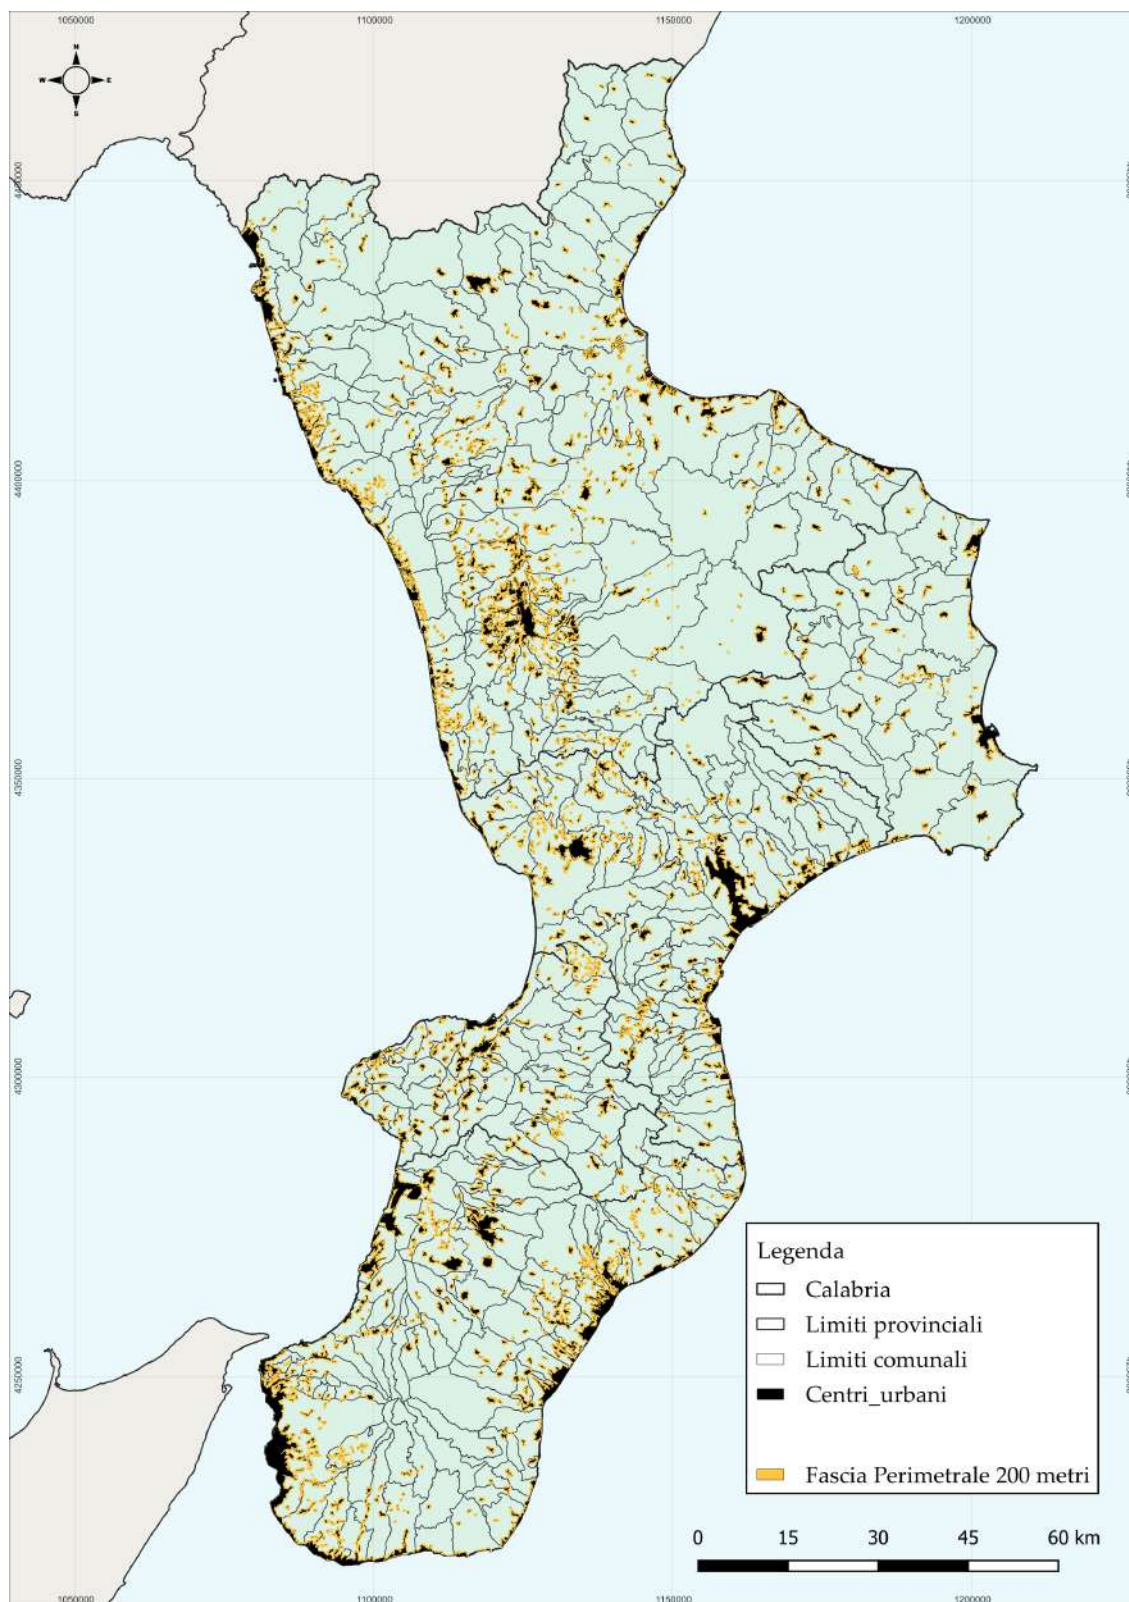 1050000 1100000 1150000 1200000
N
W E
S
4450000
4400000
4350000
4300000
4250000
Legenda
Calabria
Limiti provinciali
Limiti comunali
Centri_urbani
Fascia Perimetrale 200 metri
0 15 30 45 60 km
1050000 1100000 1150000 1200000